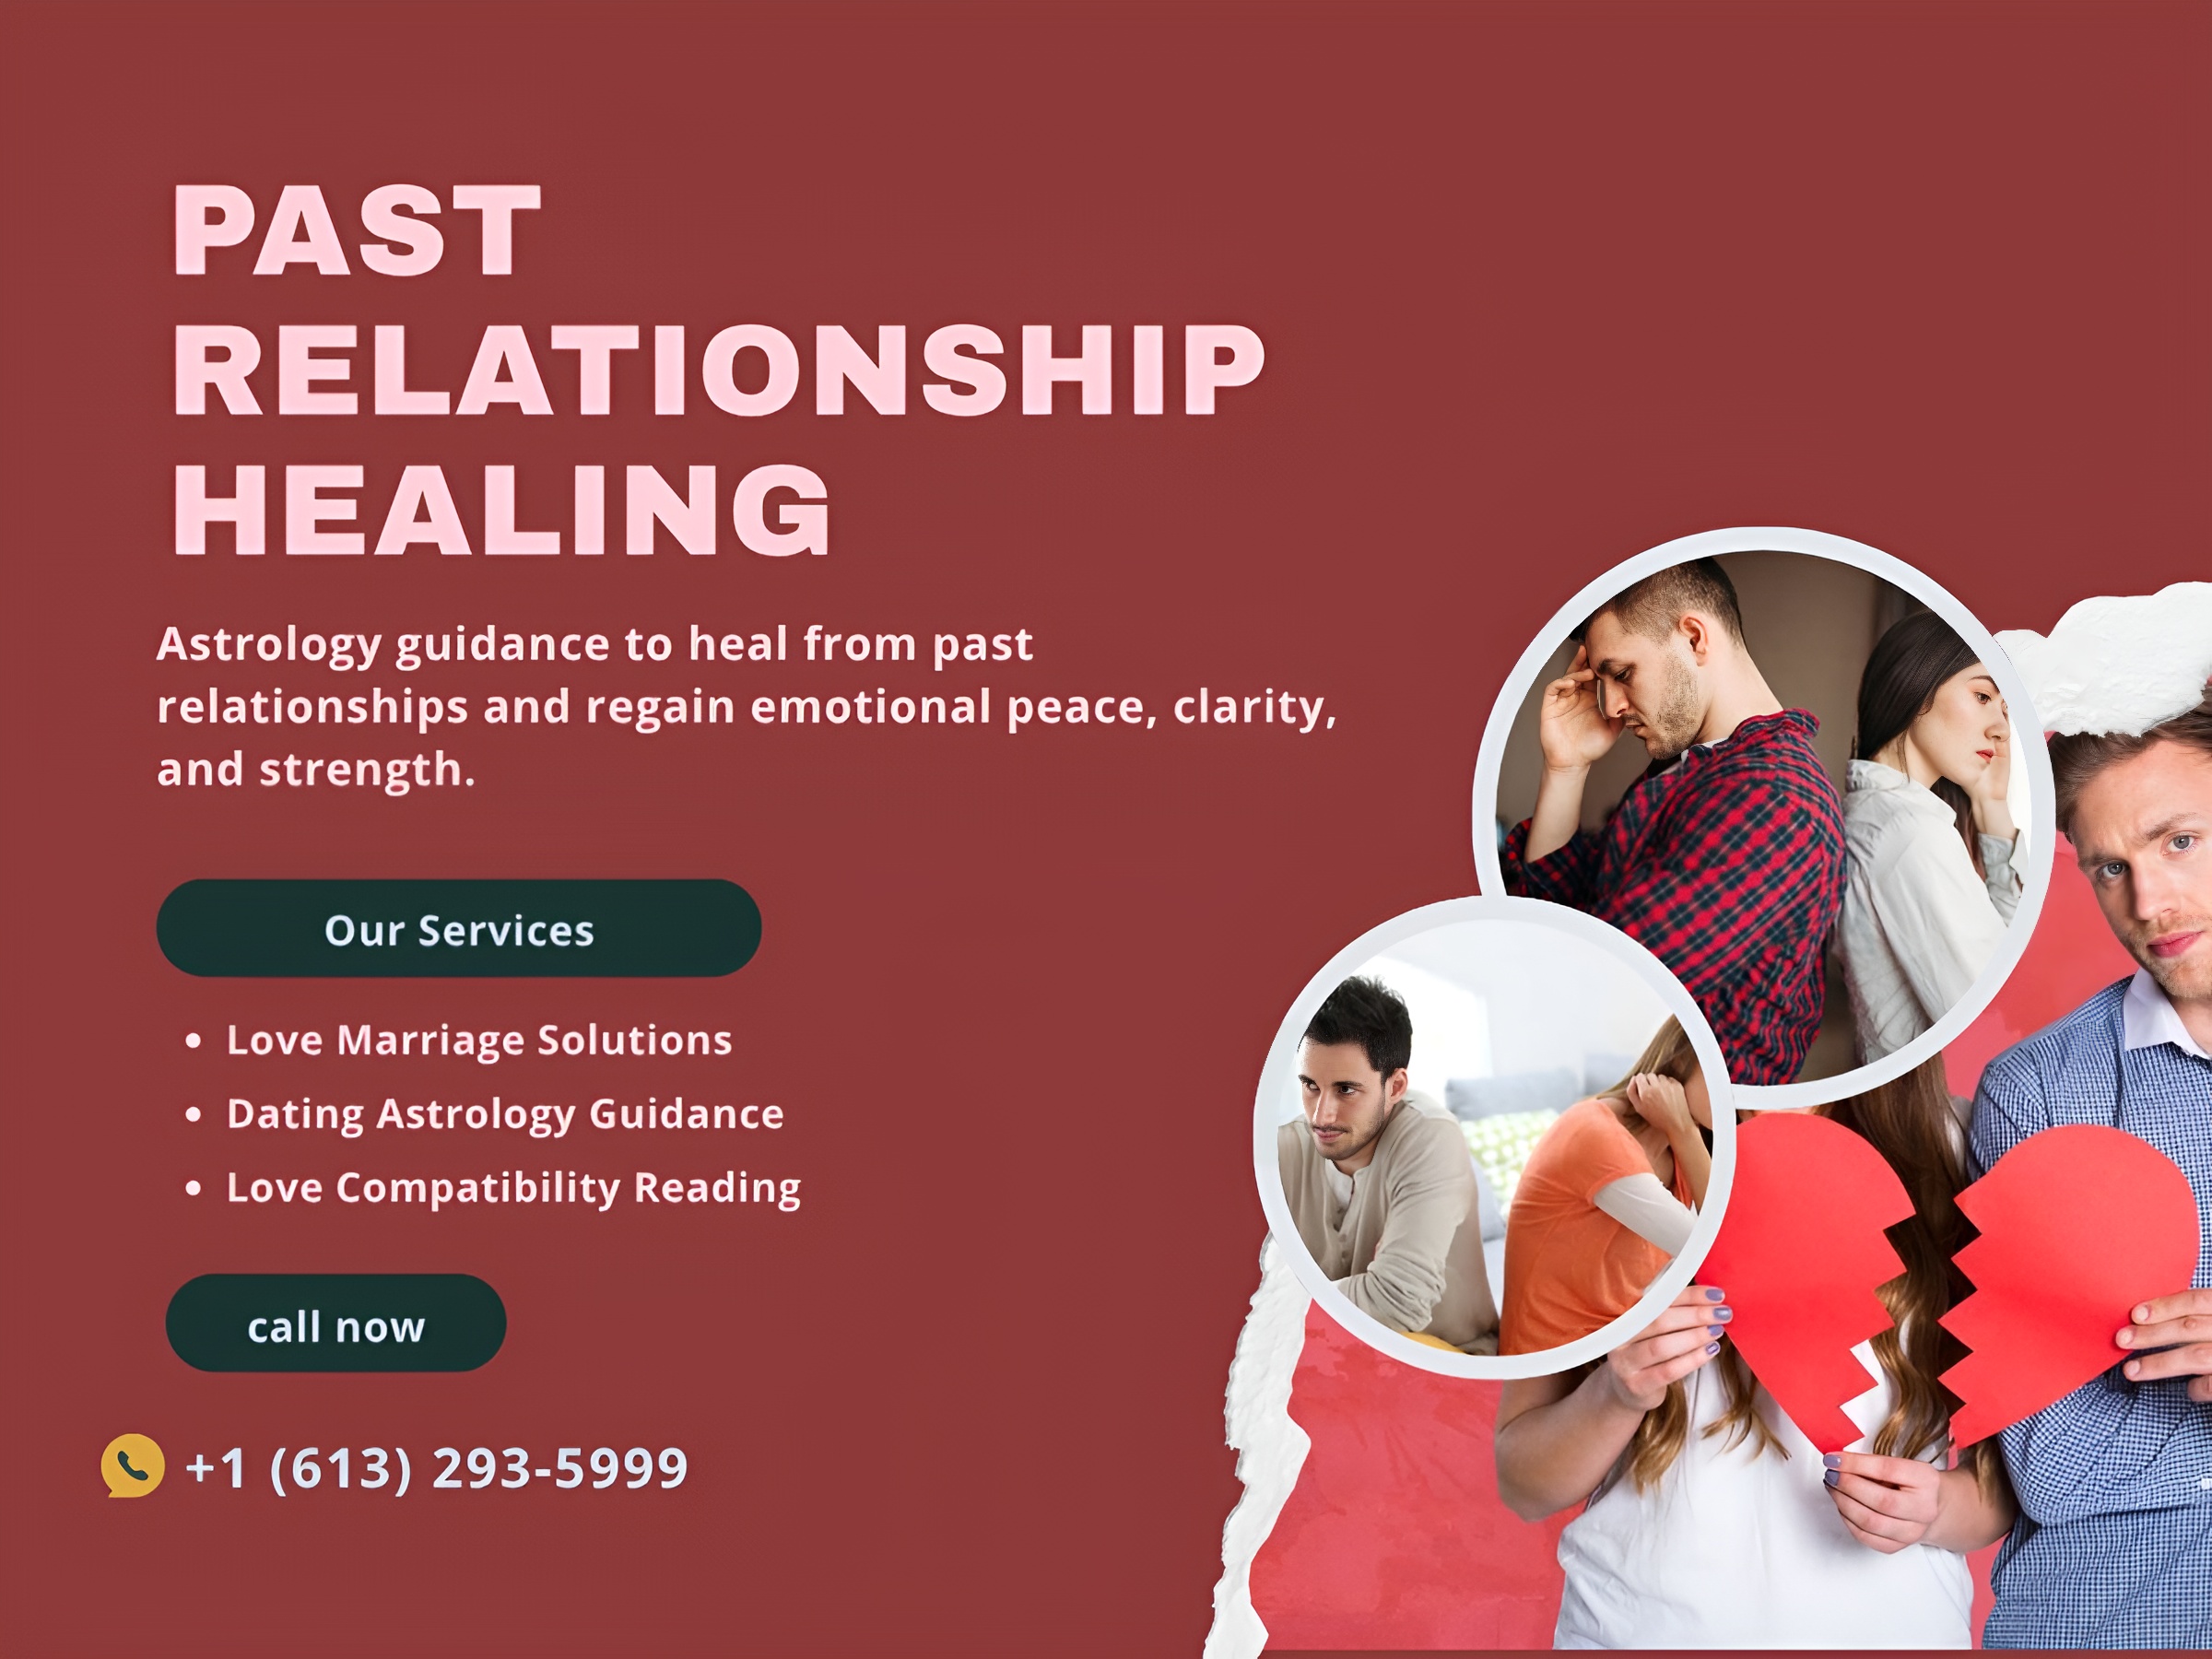 PAST
RELATIONSHIP
HEALING
Astrology guidance to heal from past
relationships and regain emotional peace, clarity,
and strength.
Our Services
• Love Marriage Solutions
• Dating Astrology Guidance
• Love Compatibility Reading
call now
+1 (613) 293-5999